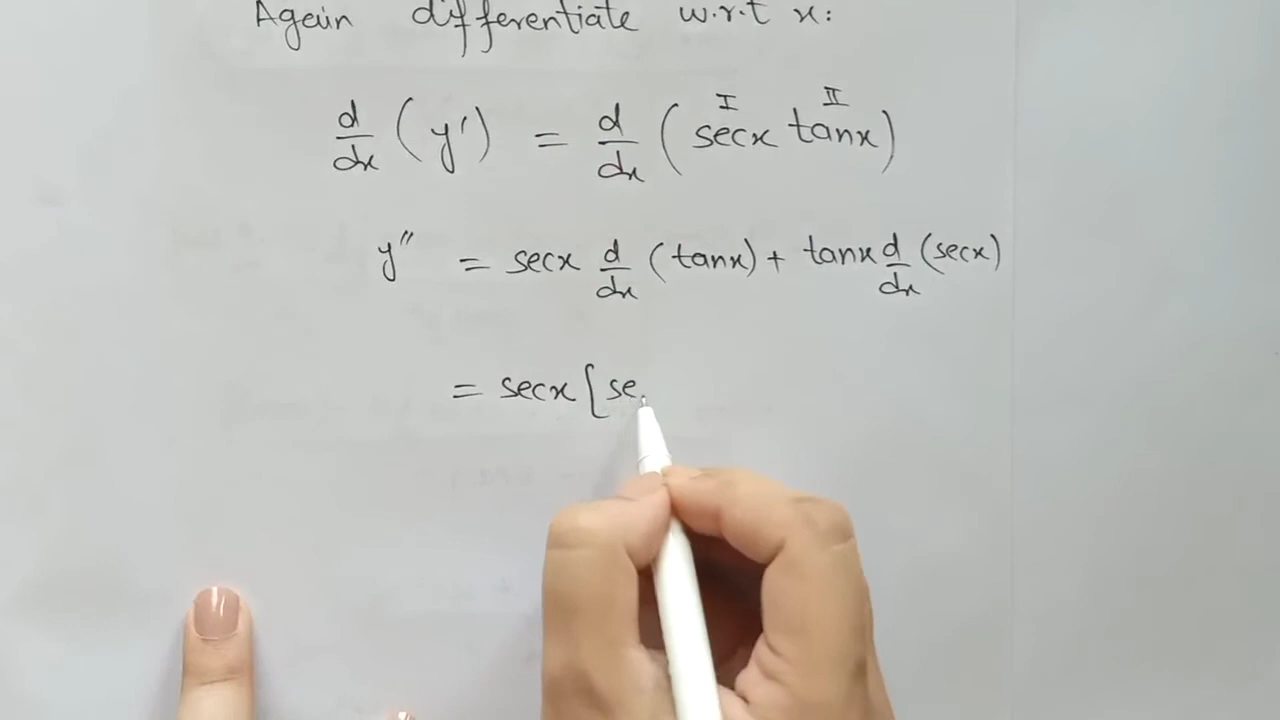 Again differentiate w.r.t x:
d/dx (y') = d/dx (secx tanx)
I II
y'' = secx d/dx (tanx) + tanx d/dx (secx)
= secx [se